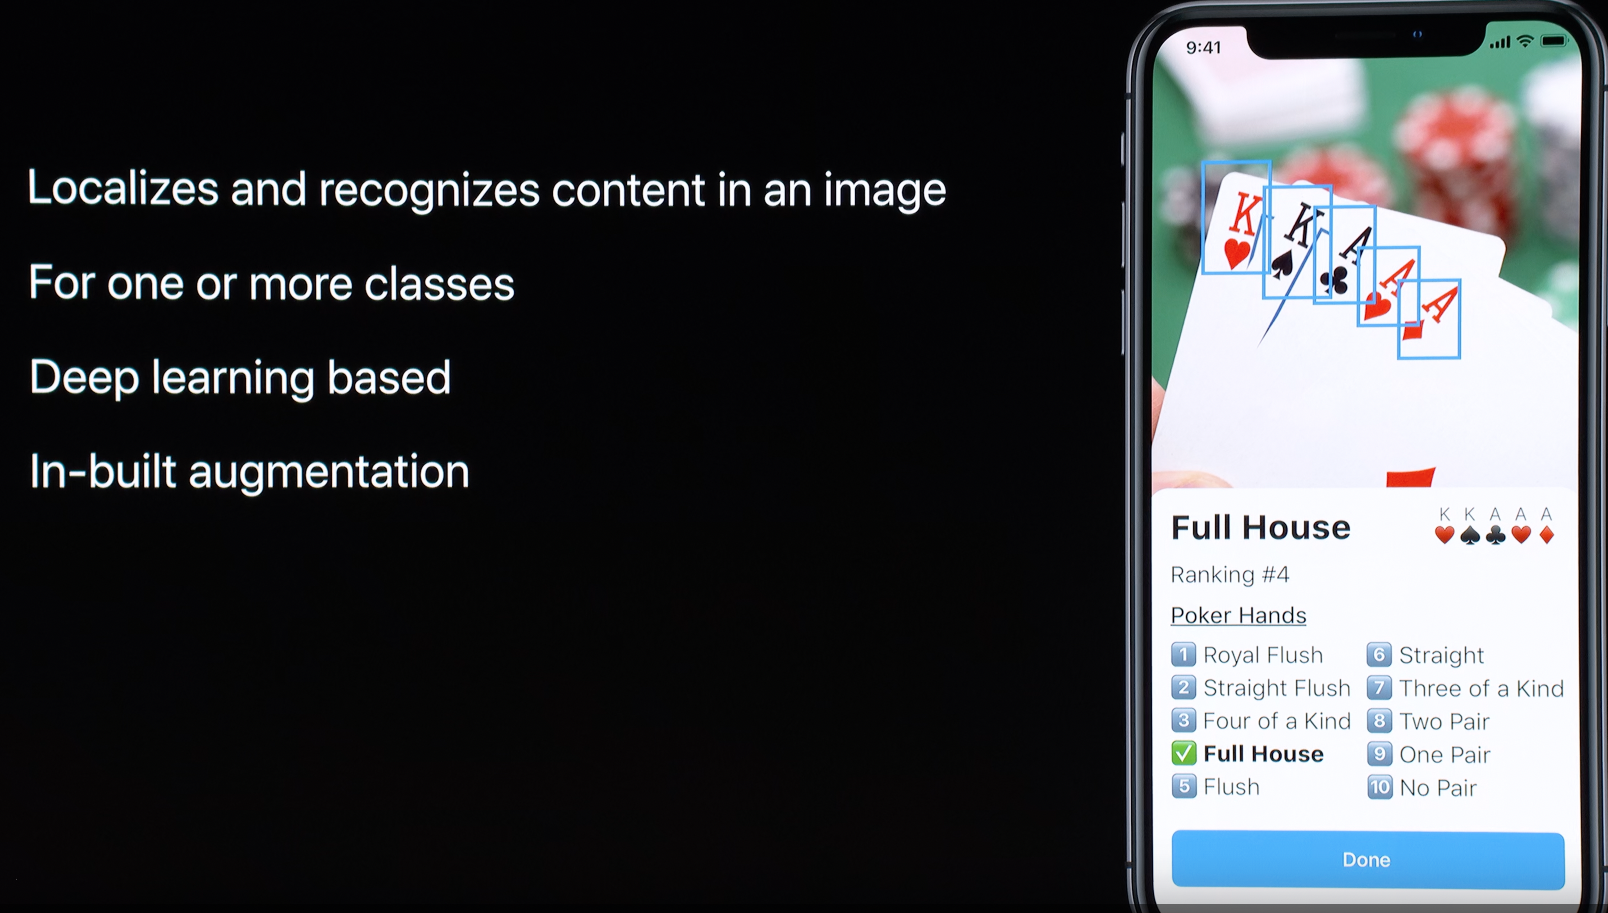 Localizes and recognizes content in an image
For one or more classes
Deep learning based
In-built augmentation
9:41
K
K
A
A
A
Full House
K K A A A
♥ ♠ ♣ ♥ ♦
Ranking #4
Poker Hands
1 Royal Flush
2 Straight Flush
3 Four of a Kind
✅ Full House
5 Flush
6 Straight
7 Three of a Kind
8 Two Pair
9 One Pair
10 No Pair
Done